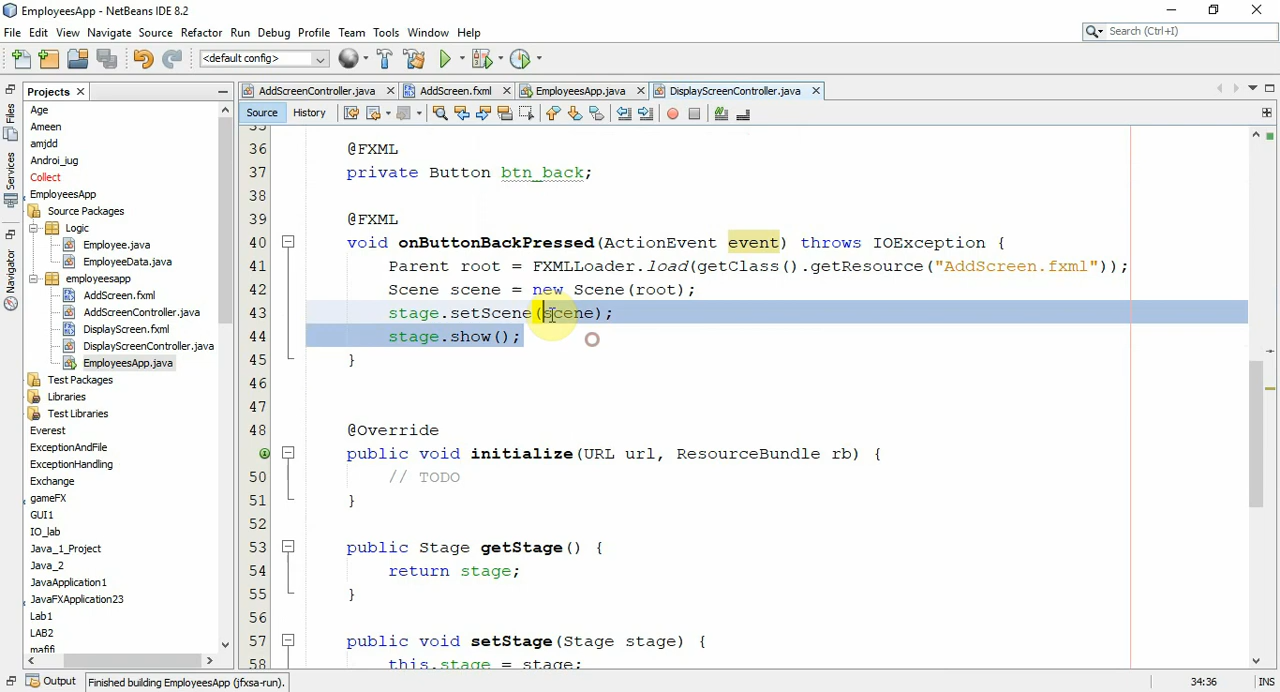 EmployeesApp - NetBeans IDE 8.2
File Edit View Navigate Source Refactor Run Debug Profile Team Tools Window Help
Search (Ctrl+I)
<default config>
Projects
AddScreenController.java
AddScreen.fxml
EmployeesApp.java
DisplayScreenController.java
Source History
Files
Services
Navigator
Age
Ameen
amjdd
Androi_iug
Collect
EmployeesApp
Source Packages
Logic
Employee.java
EmployeeData.java
employeesapp
AddScreen.fxml
AddScreenController.java
DisplayScreen.fxml
DisplayScreenController.java
EmployeesApp.java
Test Packages
Libraries
Test Libraries
Everest
ExceptionAndFile
ExceptionHandling
Exchange
gameFX
GUI1
IO_lab
Java_1_Project
Java_2
JavaApplication1
JavaFXApplication23
Lab1
LAB2
maffi
35
36 @FXML
37 private Button btn_back;
38
39 @FXML
40 void onButtonBackPressed(ActionEvent event) throws IOException {
41 Parent root = FXMLLoader.load(getClass().getResource("AddScreen.fxml"));
42 Scene scene = new Scene(root);
43 stage.setScene(scene);
44 stage.show();
45 }
46
47
48 @Override
public void initialize(URL url, ResourceBundle rb) {
50 // TODO
51 }
52
53 public Stage getStage() {
54 return stage;
55 }
56
57 public void setStage(Stage stage) {
58 this.stage = stage;
Output
Finished building EmployeesApp (jfxsa-run).
34:36
INS